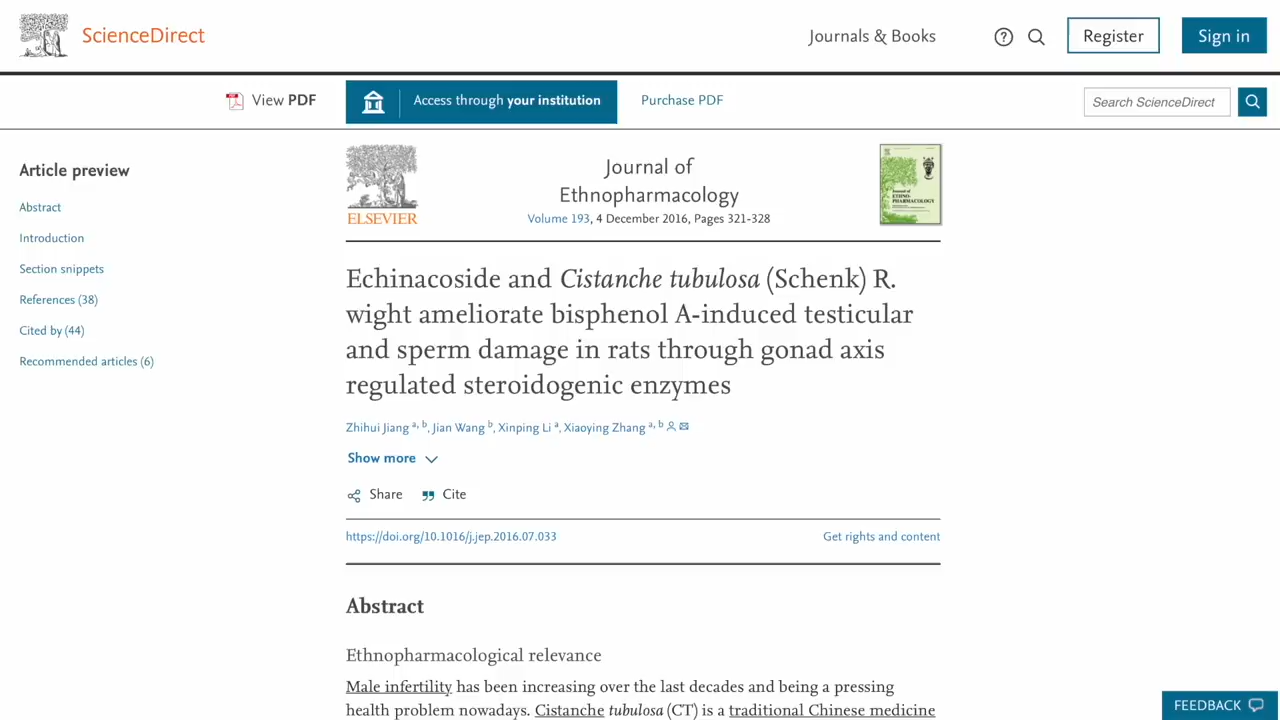 ScienceDirect
Journals & Books
Register
Sign in
View PDF
Access through your institution
Purchase PDF
Search ScienceDirect
Article preview
Abstract
Introduction
Section snippets
References (38)
Cited by (44)
Recommended articles (6)
ELSEVIER
Journal of
Ethnopharmacology
Volume 193, 4 December 2016, Pages 321-328
Journal of
ETHNO-
PHARMACOLOGY
Echinacoside and Cistanche tubulosa (Schenk) R.
wight ameliorate bisphenol A-induced testicular
and sperm damage in rats through gonad axis
regulated steroidogenic enzymes
Zhihui Jiang a, b, Jian Wang b, Xinping Li a, Xiaoying Zhang a, b
Show more
Share
Cite
https://doi.org/10.1016/j.jep.2016.07.033
Get rights and content
Abstract
Ethnopharmacological relevance
Male infertility has been increasing over the last decades and being a pressing
health problem nowadays. Cistanche tubulosa (CT) is a traditional Chinese medicine
FEEDBACK